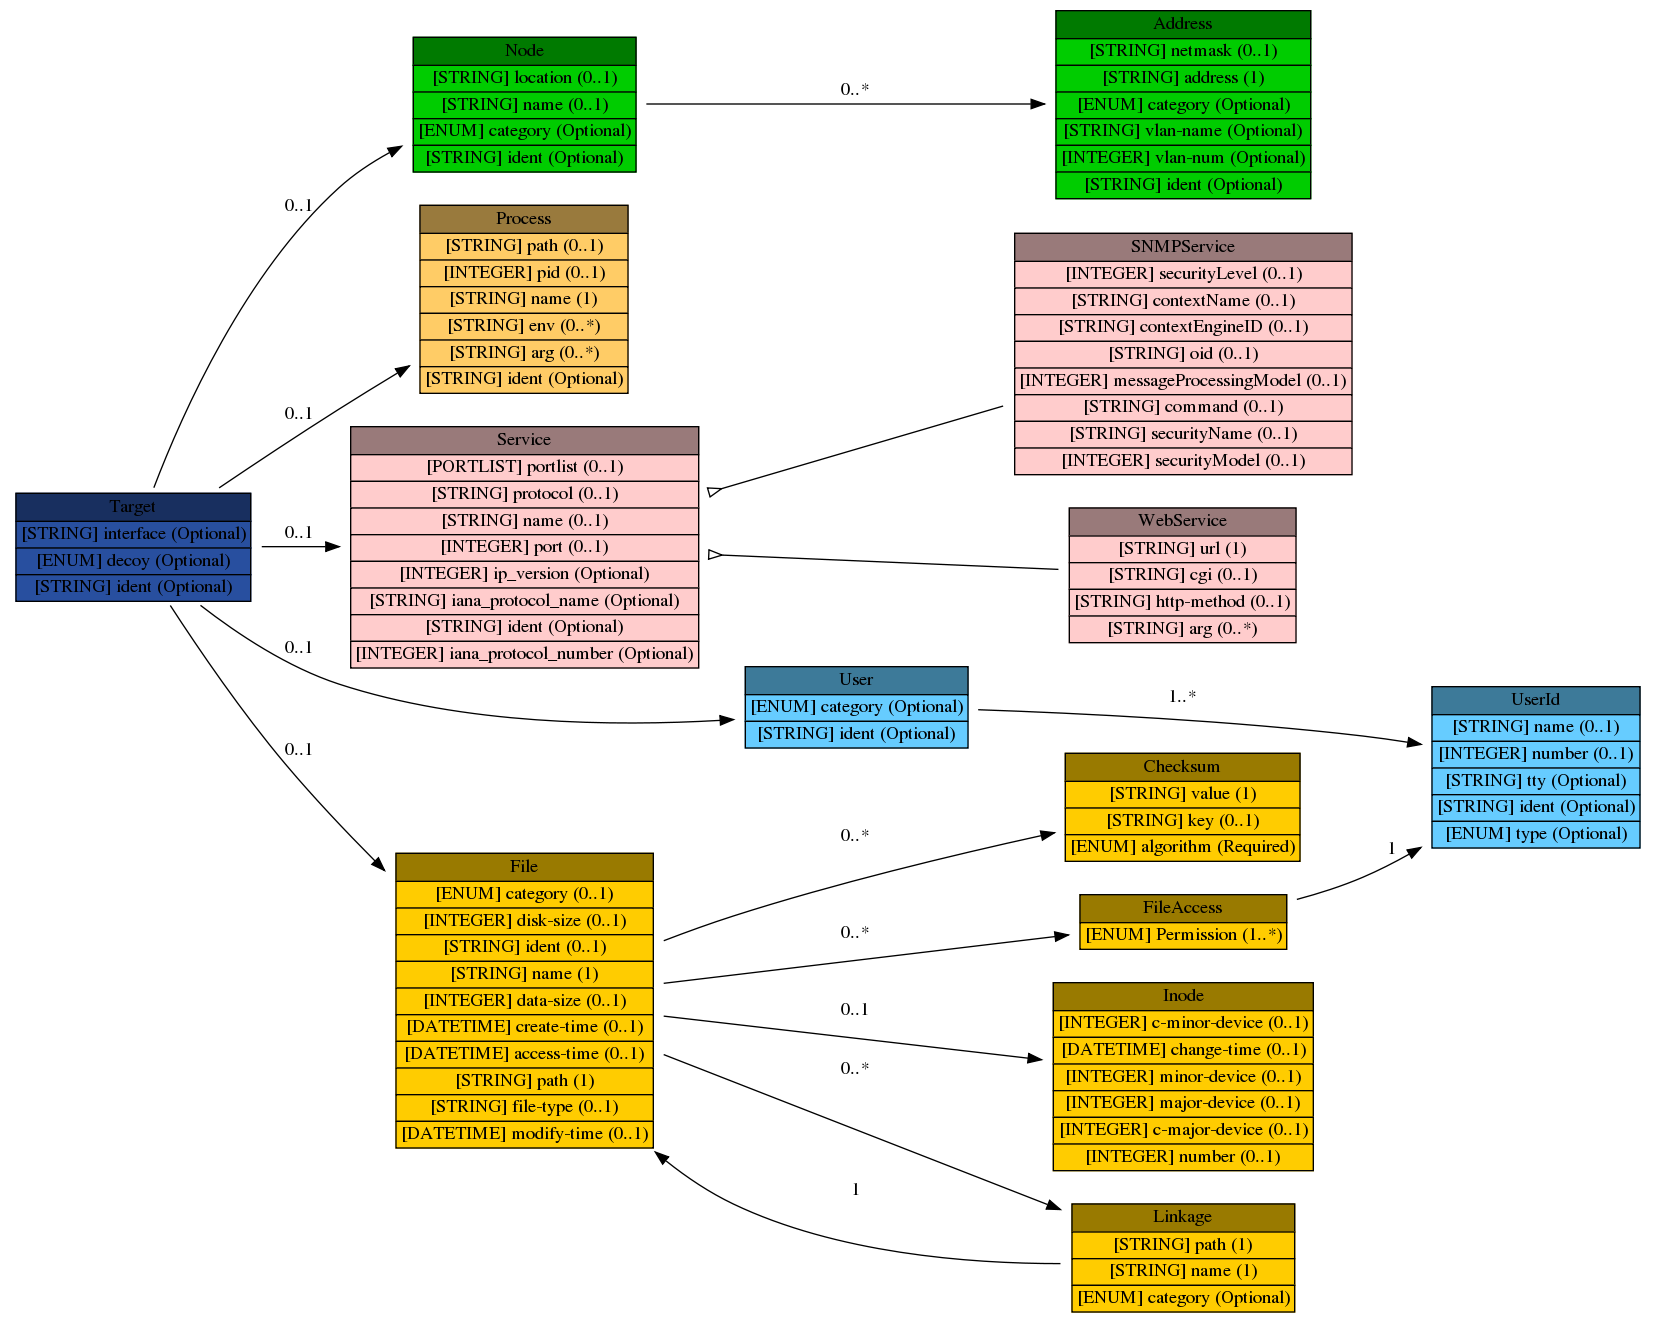 Node
[STRING] location (0..1)
[STRING] name (0..1)
[ENUM] category (Optional)
[STRING] ident (Optional)
0..*
Address
[STRING] netmask (0..1)
[STRING] address (1)
[ENUM] category (Optional)
[STRING] vlan-name (Optional)
[INTEGER] vlan-num (Optional)
[STRING] ident (Optional)
0..1
Process
[STRING] path (0..1)
[INTEGER] pid (0..1)
[STRING] name (1)
[STRING] env (0..*)
[STRING] arg (0..*)
[STRING] ident (Optional)
0..1
SNMPService
[INTEGER] securityLevel (0..1)
[STRING] contextName (0..1)
[STRING] contextEngineID (0..1)
[STRING] oid (0..1)
[INTEGER] messageProcessingModel (0..1)
[STRING] command (0..1)
[STRING] securityName (0..1)
[INTEGER] securityModel (0..1)
Target
[STRING] interface (Optional)
[ENUM] decoy (Optional)
[STRING] ident (Optional)
0..1
Service
[PORTLIST] portlist (0..1)
[STRING] protocol (0..1)
[STRING] name (0..1)
[INTEGER] port (0..1)
[INTEGER] ip_version (Optional)
[STRING] iana_protocol_name (Optional)
[STRING] ident (Optional)
[INTEGER] iana_protocol_number (Optional)
WebService
[STRING] url (1)
[STRING] cgi (0..1)
[STRING] http-method (0..1)
[STRING] arg (0..*)
0..1
User
[ENUM] category (Optional)
[STRING] ident (Optional)
1..*
UserId
[STRING] name (0..1)
[INTEGER] number (0..1)
[STRING] tty (Optional)
[STRING] ident (Optional)
[ENUM] type (Optional)
0..1
File
[ENUM] category (0..1)
[INTEGER] disk-size (0..1)
[STRING] ident (0..1)
[STRING] name (1)
[INTEGER] data-size (0..1)
[DATETIME] create-time (0..1)
[DATETIME] access-time (0..1)
[STRING] path (1)
[STRING] file-type (0..1)
[DATETIME] modify-time (0..1)
0..*
Checksum
[STRING] value (1)
[STRING] key (0..1)
[ENUM] algorithm (Required)
0..*
FileAccess
[ENUM] Permission (1..*)
1
0..1
Inode
[INTEGER] c-minor-device (0..1)
[DATETIME] change-time (0..1)
[INTEGER] minor-device (0..1)
[INTEGER] major-device (0..1)
[INTEGER] c-major-device (0..1)
[INTEGER] number (0..1)
0..*
1
Linkage
[STRING] path (1)
[STRING] name (1)
[ENUM] category (Optional)